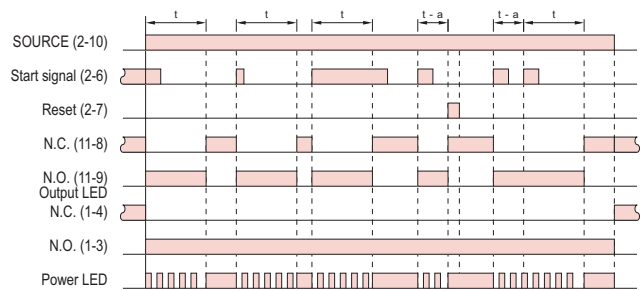 t t t t - a t - a t
SOURCE (2-10)
Start signal (2-6)
Reset (2-7)
N.C. (11-8)
N.O. (11-9)
Output LED
N.C. (1-4)
N.O. (1-3)
Power LED